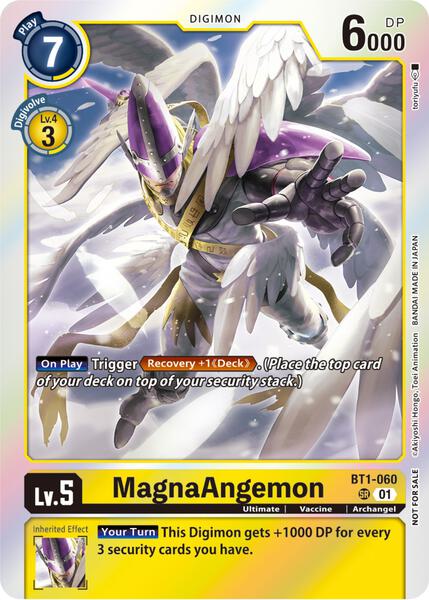 Play
7
DIGIMON
6000
DP
Digivolve
Lv.4
3
toriyufu
On Play Trigger Recovery +1《Deck》. (Place the top card
of your deck on top of your security stack.)
©Akiyoshi Hongo, Toei Animation BANDAI MADE IN JAPAN
NOT FOR SALE
Lv.5
MagnaAngemon
BT1-060
SR 01
Ultimate | Vaccine | Archangel
Inherited Effect
Your Turn This Digimon gets +1000 DP for every
3 security cards you have.